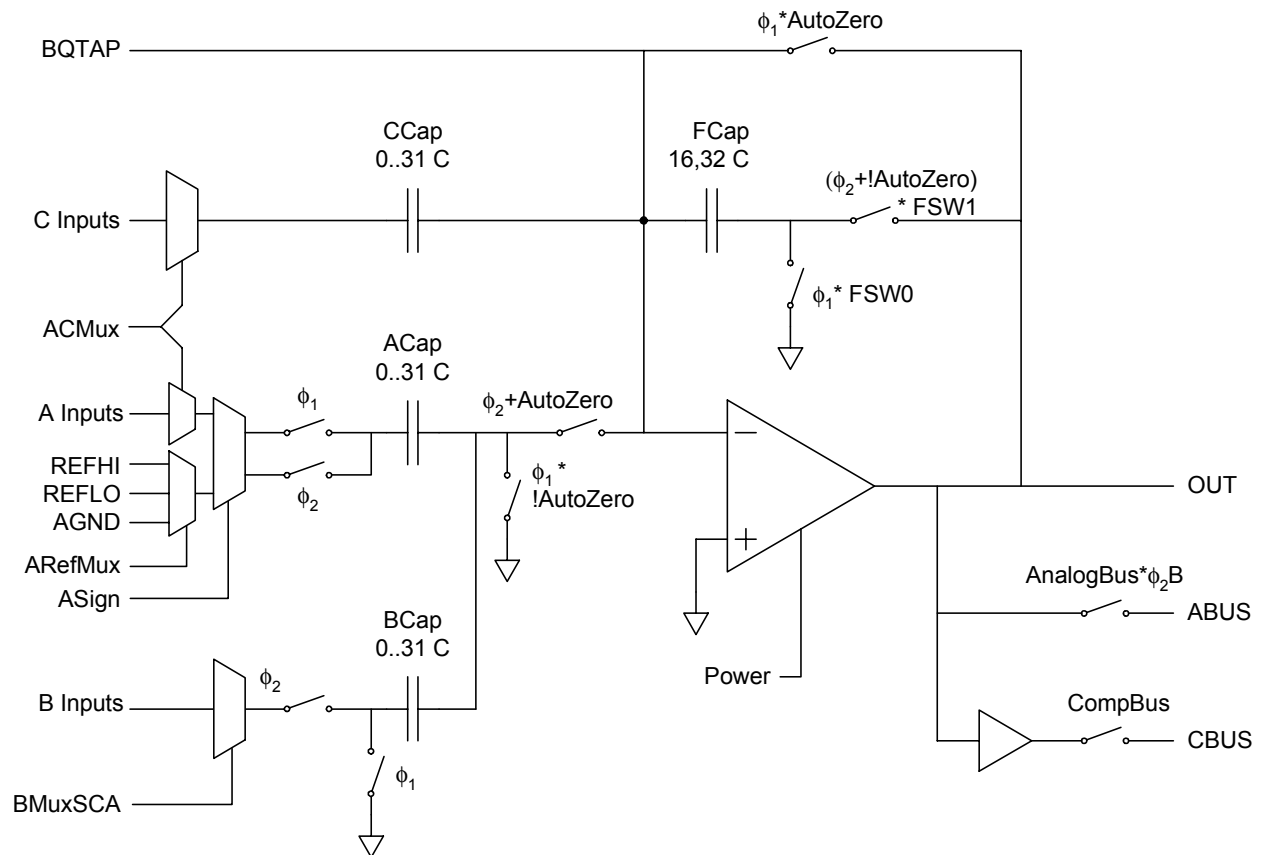 ϕ₁*AutoZero
BQTAP
CCap
0..31 C
FCap
16,32 C
(ϕ₂+!AutoZero)
* FSW1
C Inputs
ϕ₁* FSW0
ACMux
ACap
0..31 C
ϕ₁
ϕ₂+AutoZero
A Inputs
REFHI
REFLO
AGND
ϕ₂
ϕ₁*
!AutoZero
−
+
OUT
ARefMux
ASign
AnalogBus*ϕ₂B
ABUS
BCap
0..31 C
Power
B Inputs
ϕ₂
CompBus
CBUS
ϕ₁
BMuxSCA